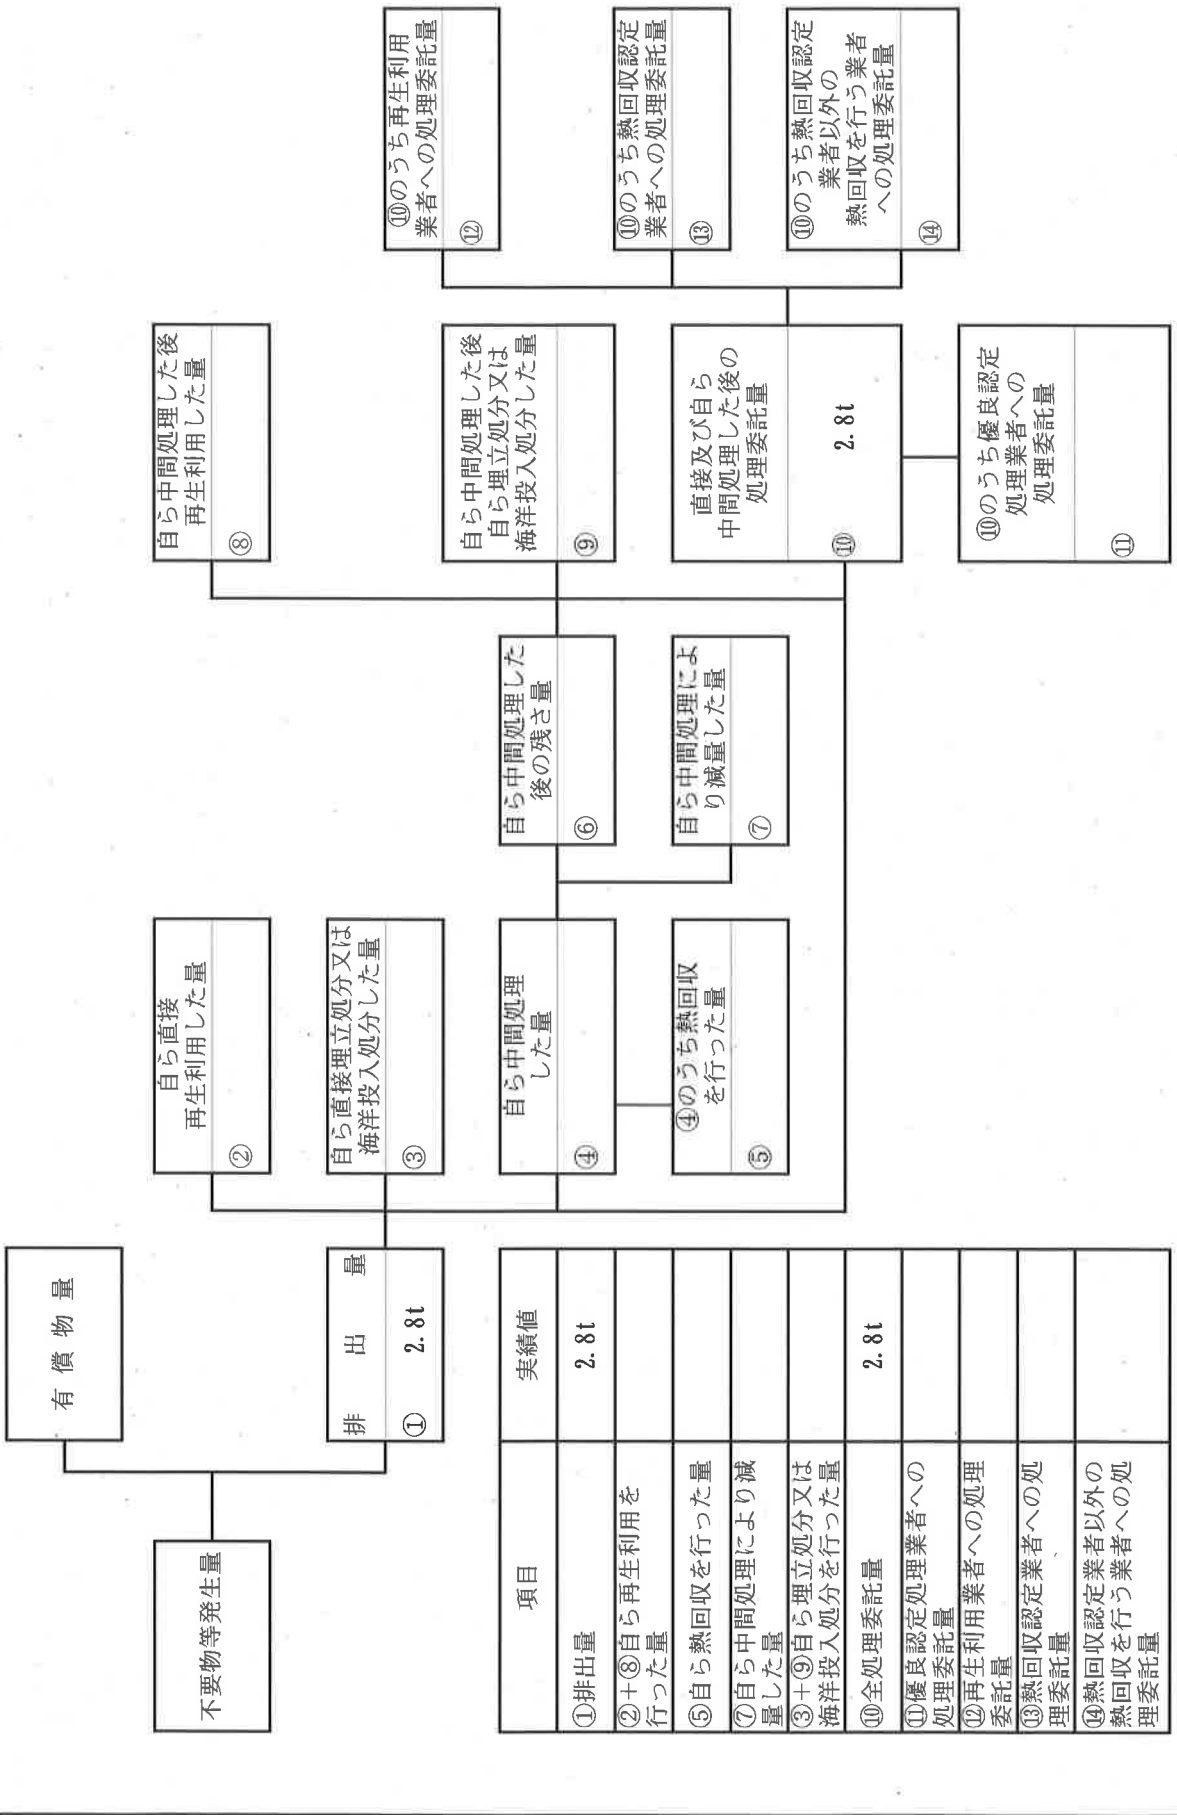 不要物等発生量
有償物量
排出量
①
2.8t
自ら直接
再生利用した量
②
自ら直接埋立処分又は
海洋投入処分した量
③
自ら中間処理
した量
④
④のうち熱回収
を行った量
⑤
自ら中間処理した
後の残さ量
⑥
自ら中間処理によ
り減量した量
⑦
自ら中間処理した後
再生利用した量
⑧
自ら中間処理した後
自ら埋立処分又は
海洋投入処分した量
⑨
直接及び自ら
中間処理した後の
処理委託量
⑩
2.8t
⑩のうち優良認定
処理業者への
処理委託量
⑪
⑩のうち再生利用
業者への処理委託量
⑫
⑩のうち熱回収認定
業者への処理委託量
⑬
⑩のうち熱回収認定
業者以外の
熱回収を行う業者
への処理委託量
⑭
項目
実績値
①排出量
2.8t
②+⑧自ら再生利用を
行った量
⑤自ら熱回収を行った量
⑦自ら中間処理により減
量した量
③+⑨自ら埋立処分又は
海洋投入処分を行った量
⑩全処理委託量
2.8t
⑪優良認定処理業者への
処理委託量
⑫再生利用業者への処理
委託量
⑬熱回収認定業者への処
理委託量
⑭熱回収認定業者以外の
熱回収を行う業者への処
理委託量